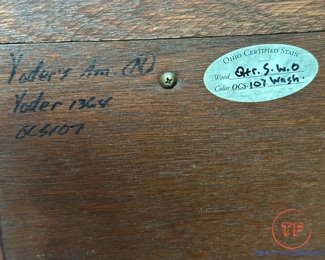 Yoder's Am. (N)
Yoder 1364
OCS107
OHIO CERTIFIED STAIN
Wood Qtr. S. W.O
Color OCS-107 Wash.
TF